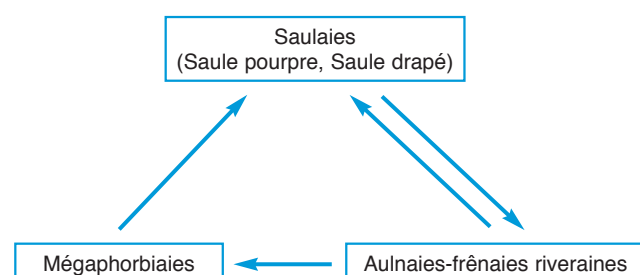 Saulaies
(Saule pourpre, Saule drapé)
Mégaphorbiaies
Aulnaies-frênaies riveraines